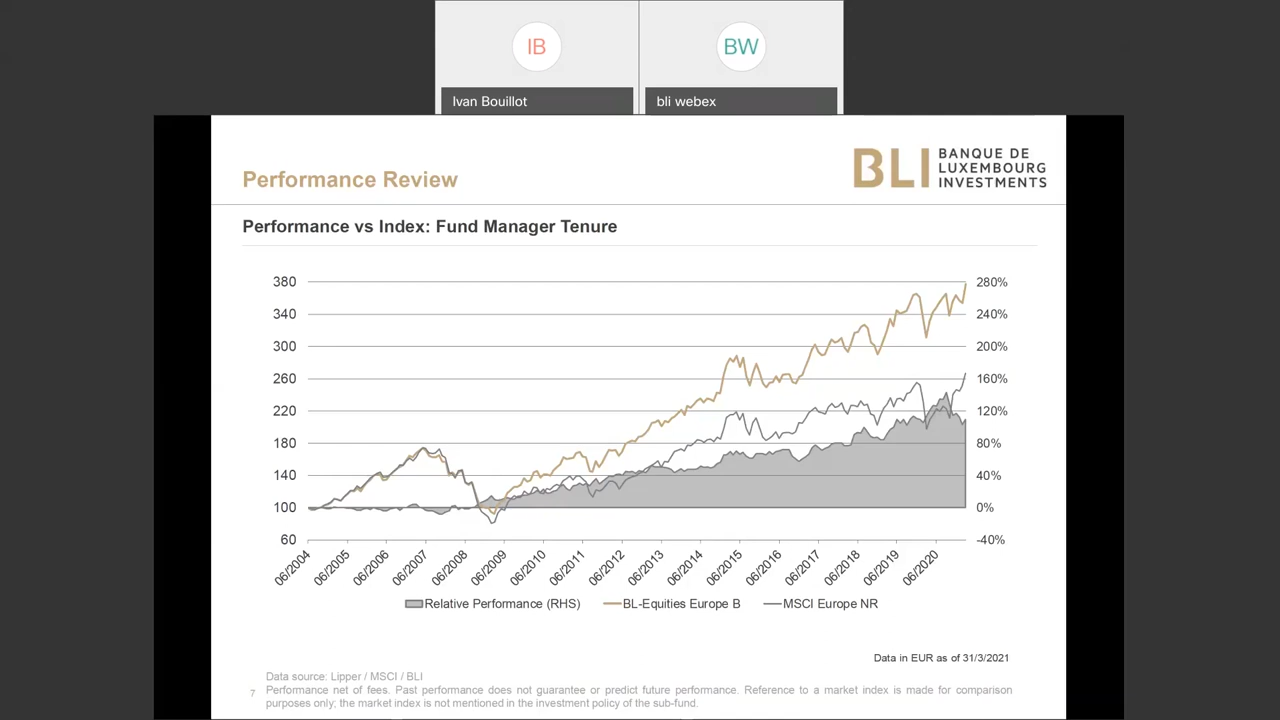 IB
BW
Ivan Bouillot
bli webex
Performance Review
BLI
BANQUE DE
LUXEMBOURG
INVESTMENTS
Performance vs Index: Fund Manager Tenure
380
340
300
260
220
180
140
100
60
280%
240%
200%
160%
120%
80%
40%
0%
-40%
06/2004
06/2005
06/2006
06/2007
06/2008
06/2009
06/2010
06/2011
06/2012
06/2013
06/2014
06/2015
06/2016
06/2017
06/2018
06/2019
06/2020
Relative Performance (RHS)
BL-Equities Europe B
MSCI Europe NR
Data in EUR as of 31/3/2021
Data source: Lipper / MSCI / BLI
7
Performance net of fees. Past performance does not guarantee or predict future performance. Reference to a market index is made for comparison
purposes only; the market index is not mentioned in the investment policy of the sub-fund.